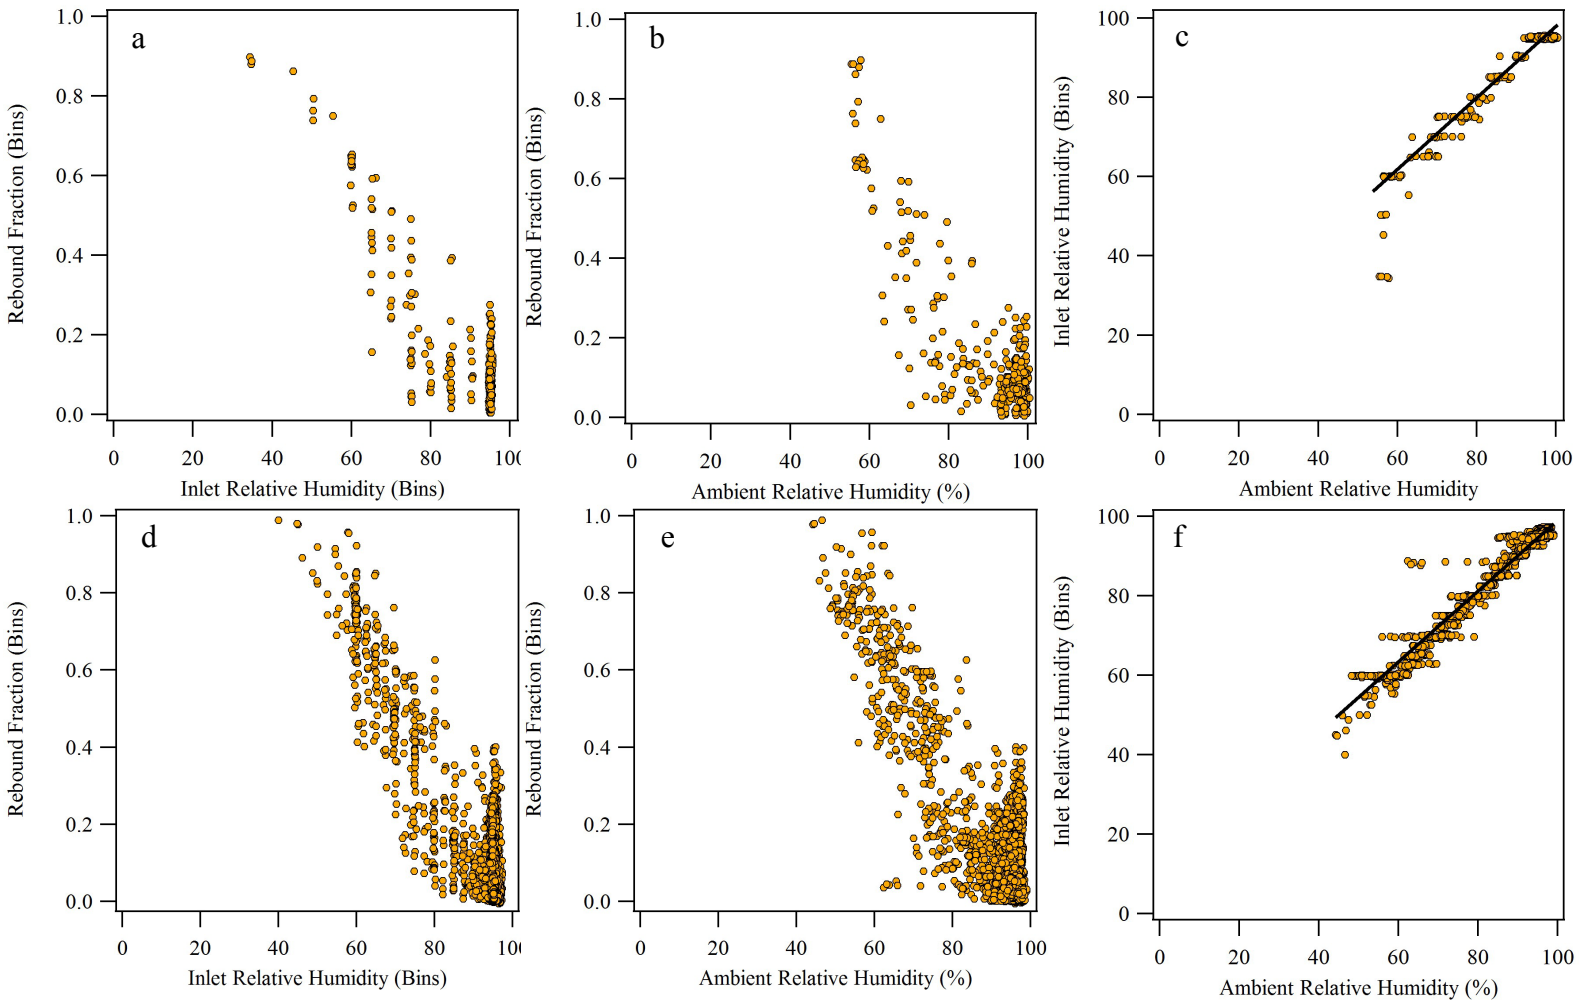 a
1.0
0.8
0.6
0.4
0.2
0.0
Rebound Fraction (Bins)
0 20 40 60 80 10
Inlet Relative Humidity (Bins)
b
1.0
0.8
0.6
0.4
0.2
0.0
Rebound Fraction (Bins)
0 20 40 60 80 100
Ambient Relative Humidity (%)
c
100
80
60
40
20
0
Inlet Relative Humidity (Bins)
0 20 40 60 80 100
Ambient Relative Humidity
d
1.0
0.8
0.6
0.4
0.2
0.0
Rebound Fraction (Bins)
0 20 40 60 80 10
Inlet Relative Humidity (Bins)
e
1.0
0.8
0.6
0.4
0.2
0.0
Rebound Fraction (Bins)
0 20 40 60 80 100
Ambient Relative Humidity (%)
f
100
80
60
40
20
0
Inlet Relative Humidity (Bins)
0 20 40 60 80 100
Ambient Relative Humidity (%)